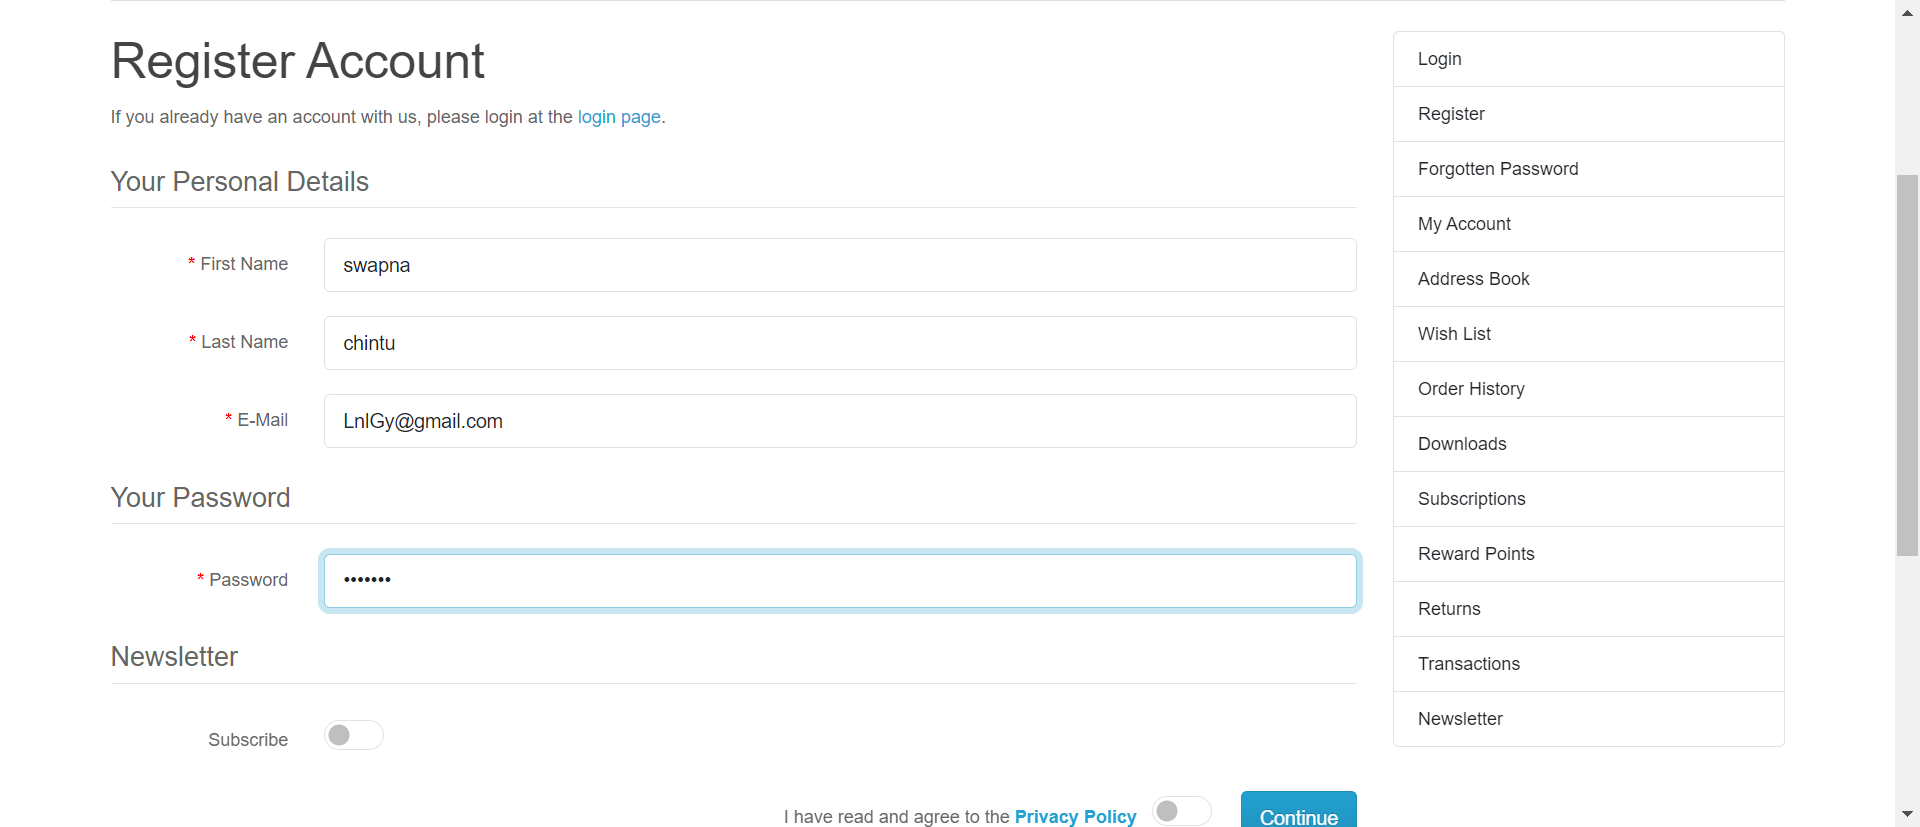 Register Account
If you already have an account with us, please login at the login page.
Your Personal Details
* First Name
swapna
* Last Name
chintu
* E-Mail
LnlGy@gmail.com
Your Password
* Password
•••••••
Newsletter
Subscribe
I have read and agree to the Privacy Policy
Continue
Login
Register
Forgotten Password
My Account
Address Book
Wish List
Order History
Downloads
Subscriptions
Reward Points
Returns
Transactions
Newsletter